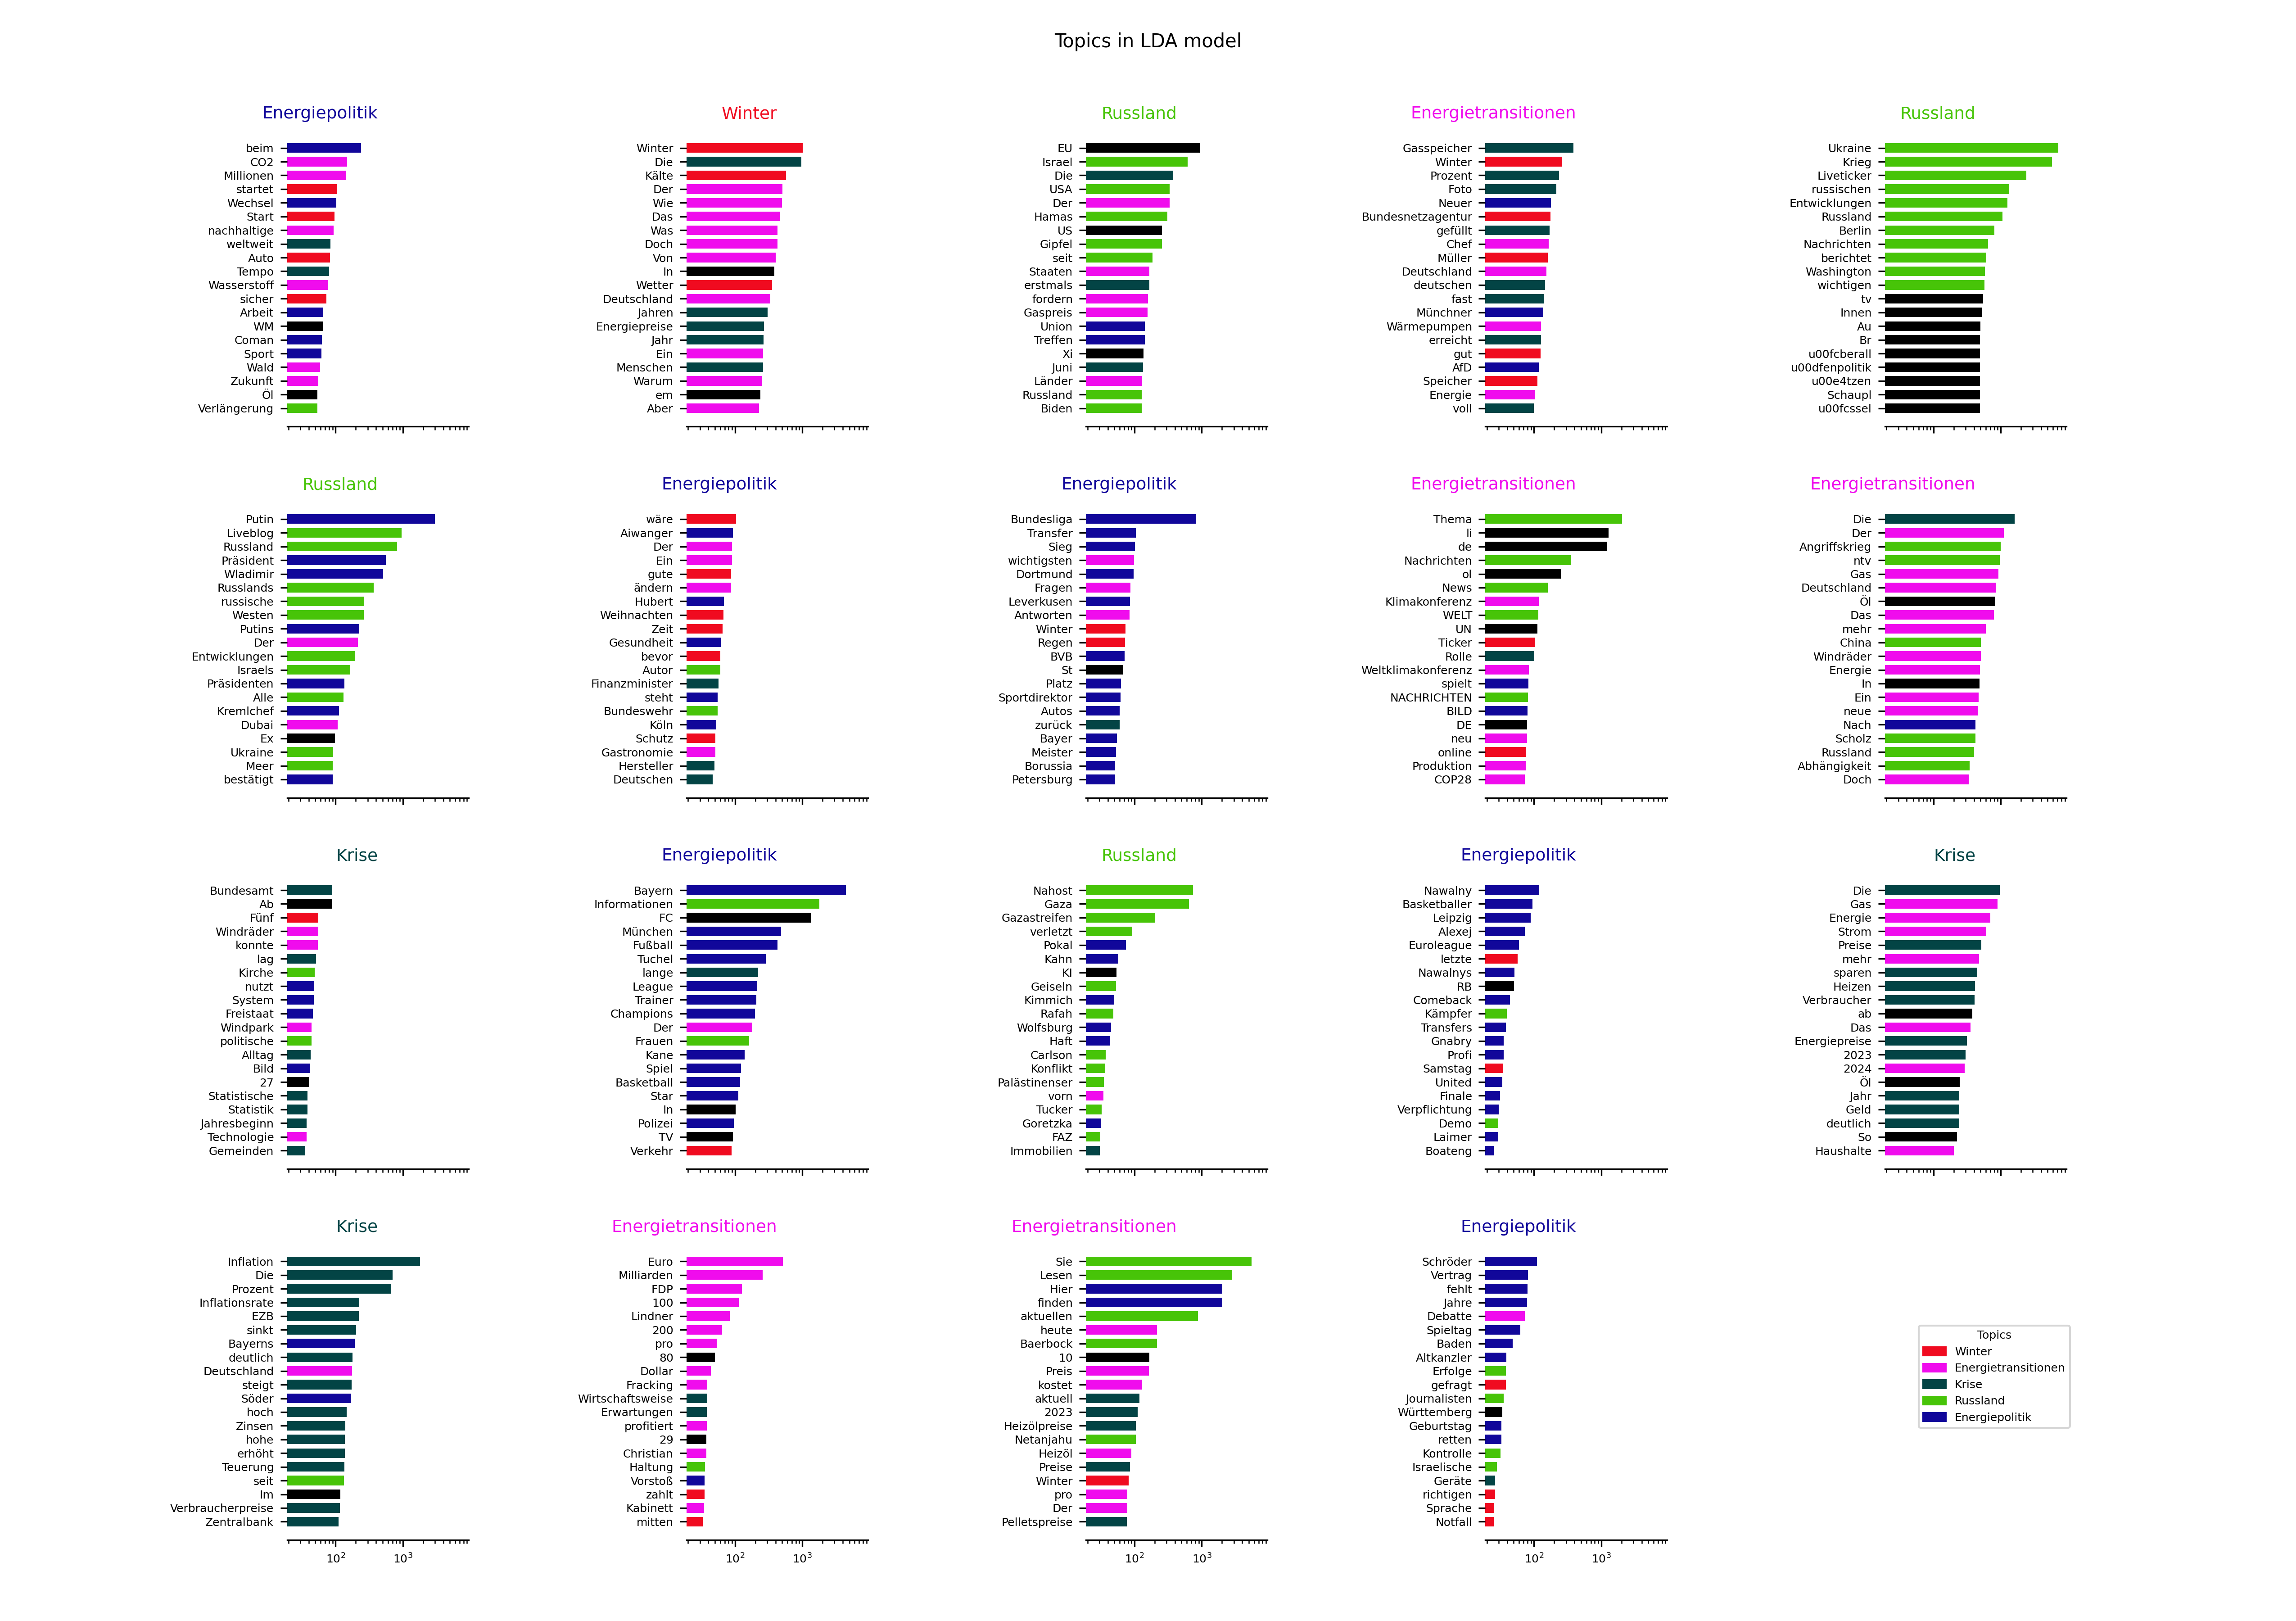 Topics in LDA model
Energiepolitik
beim
CO2
Millionen
startet
Wechsel
Start
nachhaltige
weltweit
Auto
Tempo
Wasserstoff
sicher
Arbeit
WM
Coman
Sport
Wald
Zukunft
Öl
Verlängerung
Winter
Winter
Die
Kälte
Der
Wie
Das
Was
Doch
Von
In
Wetter
Deutschland
Jahren
Energiepreise
Jahr
Ein
Menschen
Warum
em
Aber
Russland
EU
Israel
Die
USA
Der
Hamas
US
Gipfel
seit
Staaten
erstmals
fordern
Gaspreis
Union
Treffen
Xi
Juni
Länder
Russland
Biden
Energietransitionen
Gasspeicher
Winter
Prozent
Foto
Neuer
Bundesnetzagentur
gefüllt
Chef
Müller
Deutschland
deutschen
fast
Münchner
Wärmepumpen
erreicht
gut
AfD
Speicher
Energie
voll
Russland
Ukraine
Krieg
Liveticker
russischen
Entwicklungen
Russland
Berlin
Nachrichten
berichtet
Washington
wichtigen
tv
Innen
Au
Br
u00fcberall
u00dfenpolitik
u00e4tzen
Schaupl
u00fcssel
Russland
Putin
Liveblog
Russland
Präsident
Wladimir
Russlands
russische
Westen
Putins
Der
Entwicklungen
Israels
Präsidenten
Alle
Kremlchef
Dubai
Ex
Ukraine
Meer
bestätigt
Energiepolitik
wäre
Aiwanger
Der
Ein
gute
ändern
Hubert
Weihnachten
Zeit
Gesundheit
bevor
Autor
Finanzminister
steht
Bundeswehr
Köln
Schutz
Gastronomie
Hersteller
Deutschen
Energiepolitik
Bundesliga
Transfer
Sieg
wichtigsten
Dortmund
Fragen
Leverkusen
Antworten
Winter
Regen
BVB
St
Platz
Sportdirektor
Autos
zurück
Bayer
Meister
Borussia
Petersburg
Energietransitionen
Thema
li
de
Nachrichten
ol
News
Klimakonferenz
WELT
UN
Ticker
Rolle
Weltklimakonferenz
spielt
NACHRICHTEN
BILD
DE
neu
online
Produktion
COP28
Energietransitionen
Die
Der
Angriffskrieg
ntv
Gas
Deutschland
Öl
Das
mehr
China
Windräder
Energie
In
Ein
neue
Nach
Scholz
Russland
Abhängigkeit
Doch
Krise
Bundesamt
Ab
Fünf
Windräder
konnte
lag
Kirche
nutzt
System
Freistaat
Windpark
politische
Alltag
Bild
27
Statistische
Statistik
Jahresbeginn
Technologie
Gemeinden
Energiepolitik
Bayern
Informationen
FC
München
Fußball
Tuchel
lange
League
Trainer
Champions
Der
Frauen
Kane
Spiel
Basketball
Star
In
Polizei
TV
Verkehr
Russland
Nahost
Gaza
Gazastreifen
verletzt
Pokal
Kahn
KI
Geiseln
Kimmich
Rafah
Wolfsburg
Haft
Carlson
Konflikt
Palästinenser
vorn
Tucker
Goretzka
FAZ
Immobilien
Energiepolitik
Nawalny
Basketballer
Leipzig
Alexej
Euroleague
letzte
Nawalnys
RB
Comeback
Kämpfer
Transfers
Gnabry
Profi
Samstag
United
Finale
Verpflichtung
Demo
Laimer
Boateng
Krise
Die
Gas
Energie
Strom
Preise
mehr
sparen
Heizen
Verbraucher
ab
Das
Energiepreise
2023
2024
Öl
Jahr
Geld
deutlich
So
Haushalte
Krise
Inflation
Die
Prozent
Inflationsrate
EZB
sinkt
Bayerns
deutlich
Deutschland
steigt
Söder
hoch
Zinsen
hohe
erhöht
Teuerung
seit
Im
Verbraucherpreise
Zentralbank
10²
10³
Energietransitionen
Euro
Milliarden
FDP
100
Lindner
200
pro
80
Dollar
Fracking
Wirtschaftsweise
Erwartungen
profitiert
29
Christian
Haltung
Vorstoß
zahlt
Kabinett
mitten
10²
10³
Energietransitionen
Sie
Lesen
Hier
finden
aktuellen
heute
Baerbock
10
Preis
kostet
aktuell
2023
Heizölpreise
Netanjahu
Heizöl
Preise
Winter
pro
Der
Pelletspreise
10²
10³
Energiepolitik
Schröder
Vertrag
fehlt
Jahre
Debatte
Spieltag
Baden
Altkanzler
Erfolge
gefragt
Journalisten
Württemberg
Geburtstag
retten
Kontrolle
Israelische
Geräte
richtigen
Sprache
Notfall
10²
10³
Topics
Winter
Energietransitionen
Krise
Russland
Energiepolitik